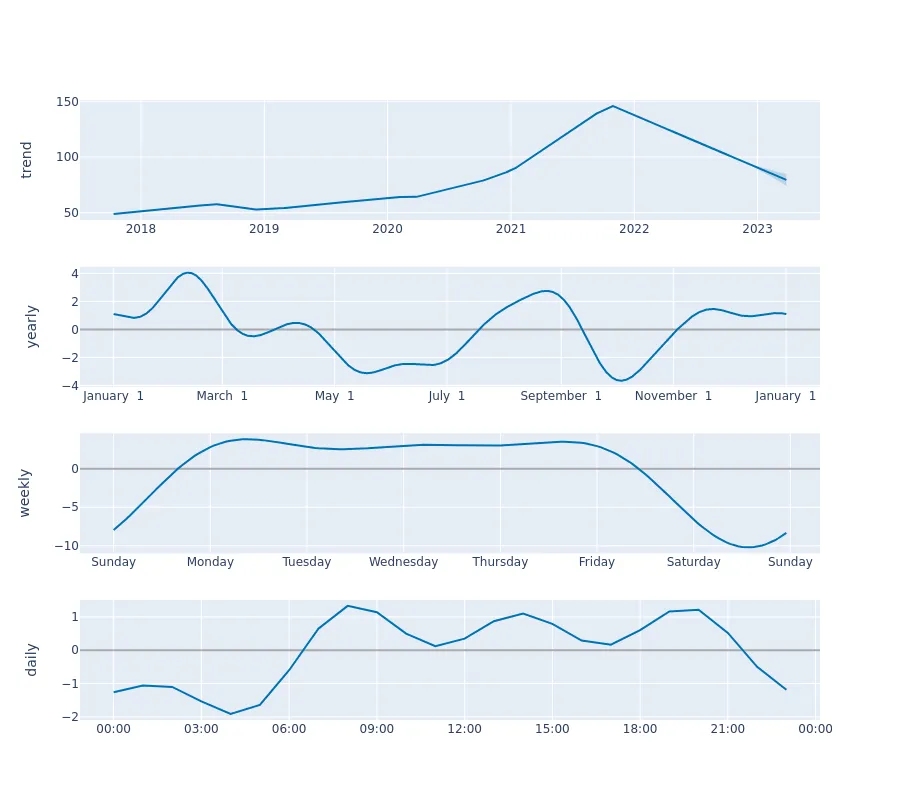 trend
150
100
50
2018 2019 2020 2021 2022 2023
yearly
4
2
0
−2
−4
January 1 March 1 May 1 July 1 September 1 November 1 January 1
weekly
0
−5
−10
Sunday Monday Tuesday Wednesday Thursday Friday Saturday Sunday
daily
1
0
−1
−2
00:00 03:00 06:00 09:00 12:00 15:00 18:00 21:00 00:00